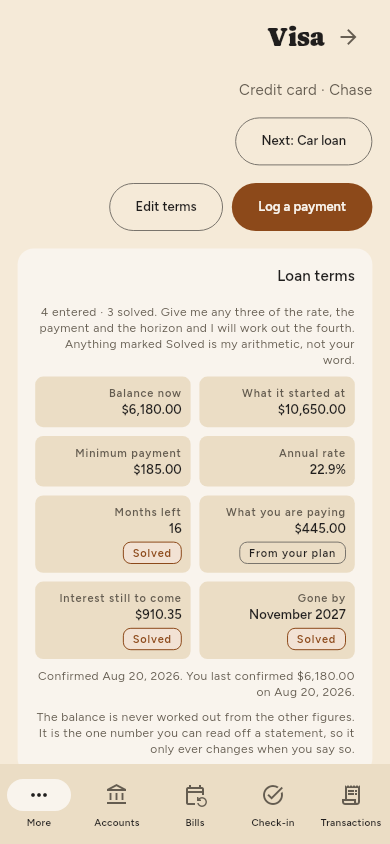 Visa
Credit card · Chase
Next: Car loan
Log a payment
Edit terms
Loan terms
4 entered · 3 solved. Give me any three of the rate, the
payment and the horizon and I will work out the fourth.
Anything marked Solved is my arithmetic, not your
word.
What it started at
$10,650.00
Balance now
$6,180.00
Annual rate
22.9%
Minimum payment
$185.00
What you are paying
$445.00
From your plan
Months left
16
Solved
Gone by
November 2027
Solved
Interest still to come
$910.35
Solved
Confirmed Aug 20, 2026. You last confirmed $6,180.00
on Aug 20, 2026.
The balance is never worked out from the other figures.
It is the one number you can read off a statement, so it
only ever changes when you say so.
Transactions
Check-in
Bills
Accounts
More